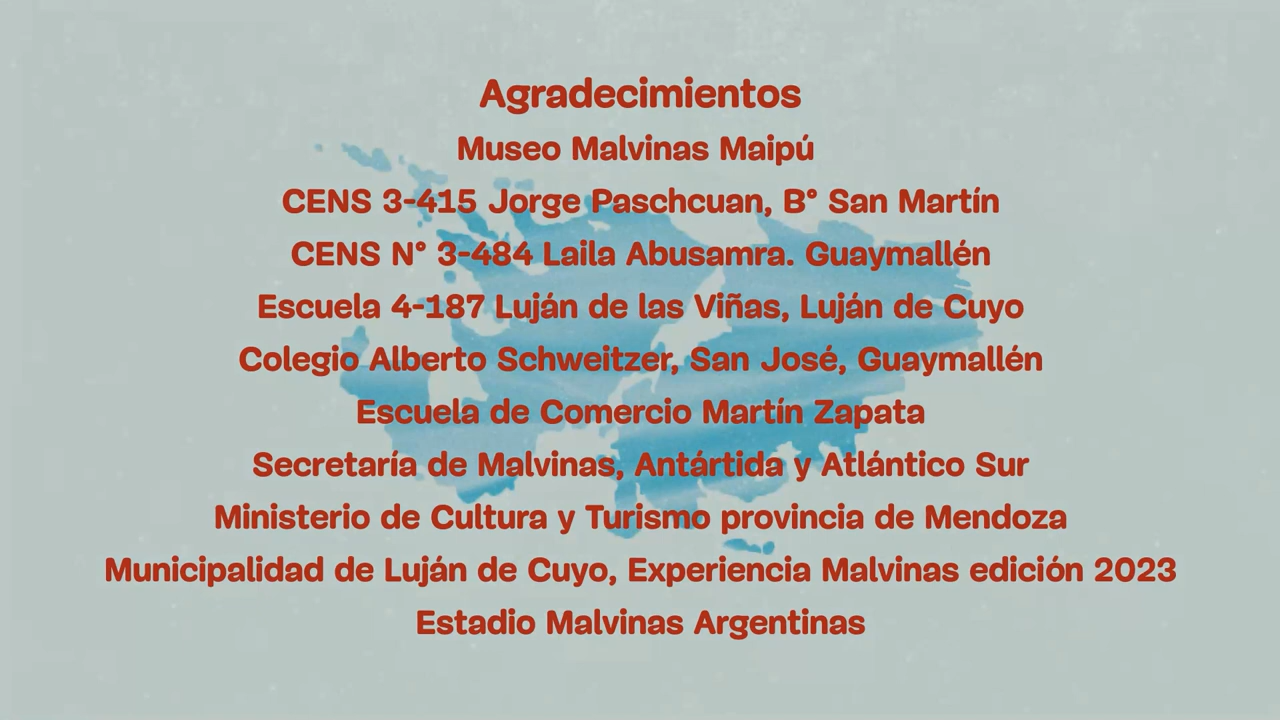 Agradecimientos
Museo Malvinas Maipú
CENS 3-415 Jorge Paschcuan, B° San Martín
CENS N° 3-484 Laila Abusamra. Guaymallén
Escuela 4-187 Luján de las Viñas, Luján de Cuyo
Colegio Alberto Schweitzer, San José, Guaymallén
Escuela de Comercio Martín Zapata
Secretaría de Malvinas, Antártida y Atlántico Sur
Ministerio de Cultura y Turismo provincia de Mendoza
Municipalidad de Luján de Cuyo, Experiencia Malvinas edición 2023
Estadio Malvinas Argentinas